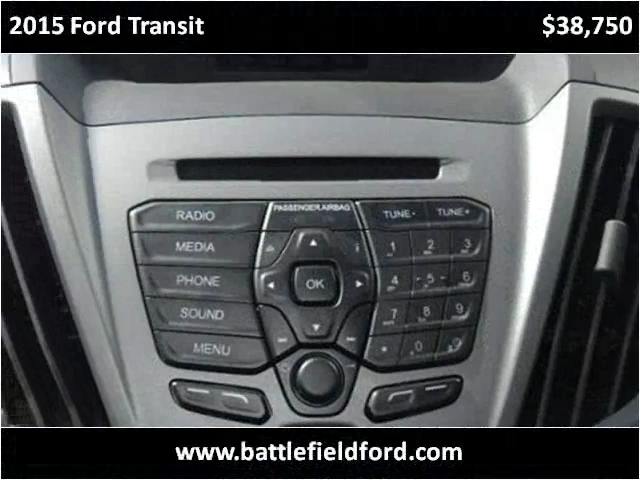 2015 Ford Transit $38,750
RADIO
PASSENGER AIRBAG
TUNE- TUNE+
MEDIA
1 2 3
PHONE
OK
4 -5- 6
SOUND
7 8 9
MENU
* 0
www.battlefieldford.com